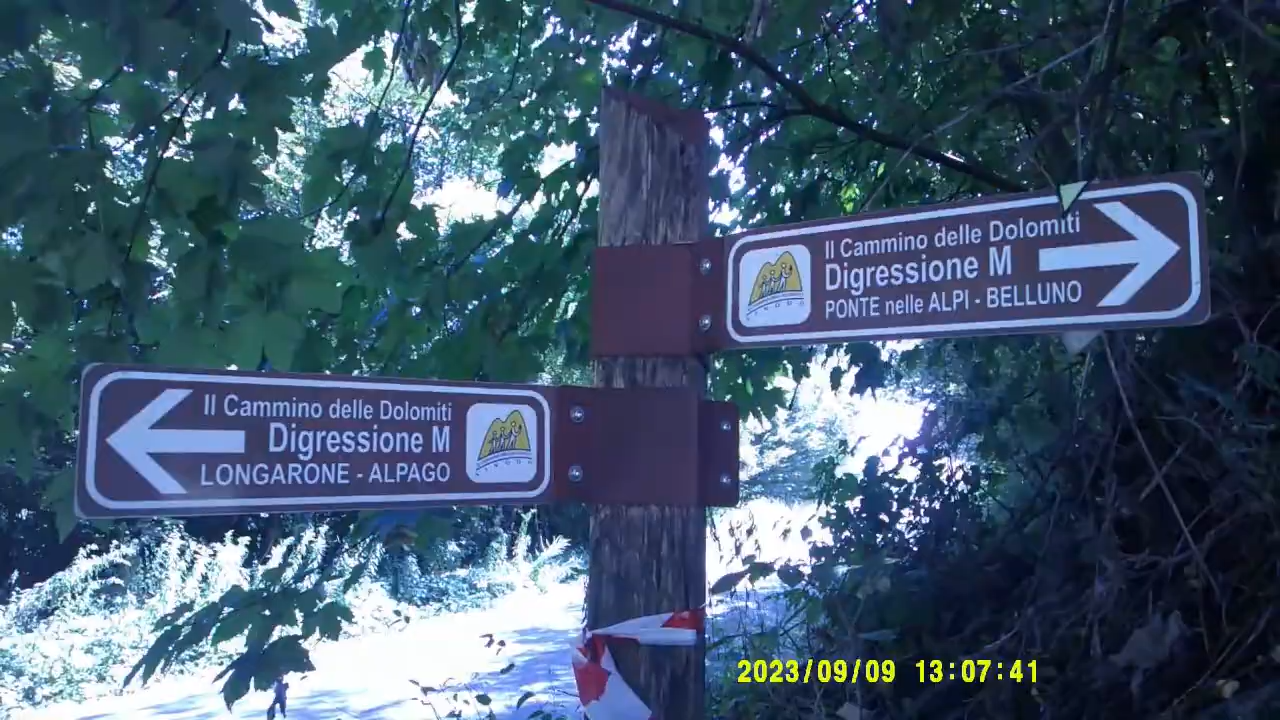 Il Cammino delle Dolomiti
Digressione M
PONTE nelle ALPI - BELLUNO
Il Cammino delle Dolomiti
Digressione M
LONGARONE - ALPAGO
2023/09/09 13:07:41